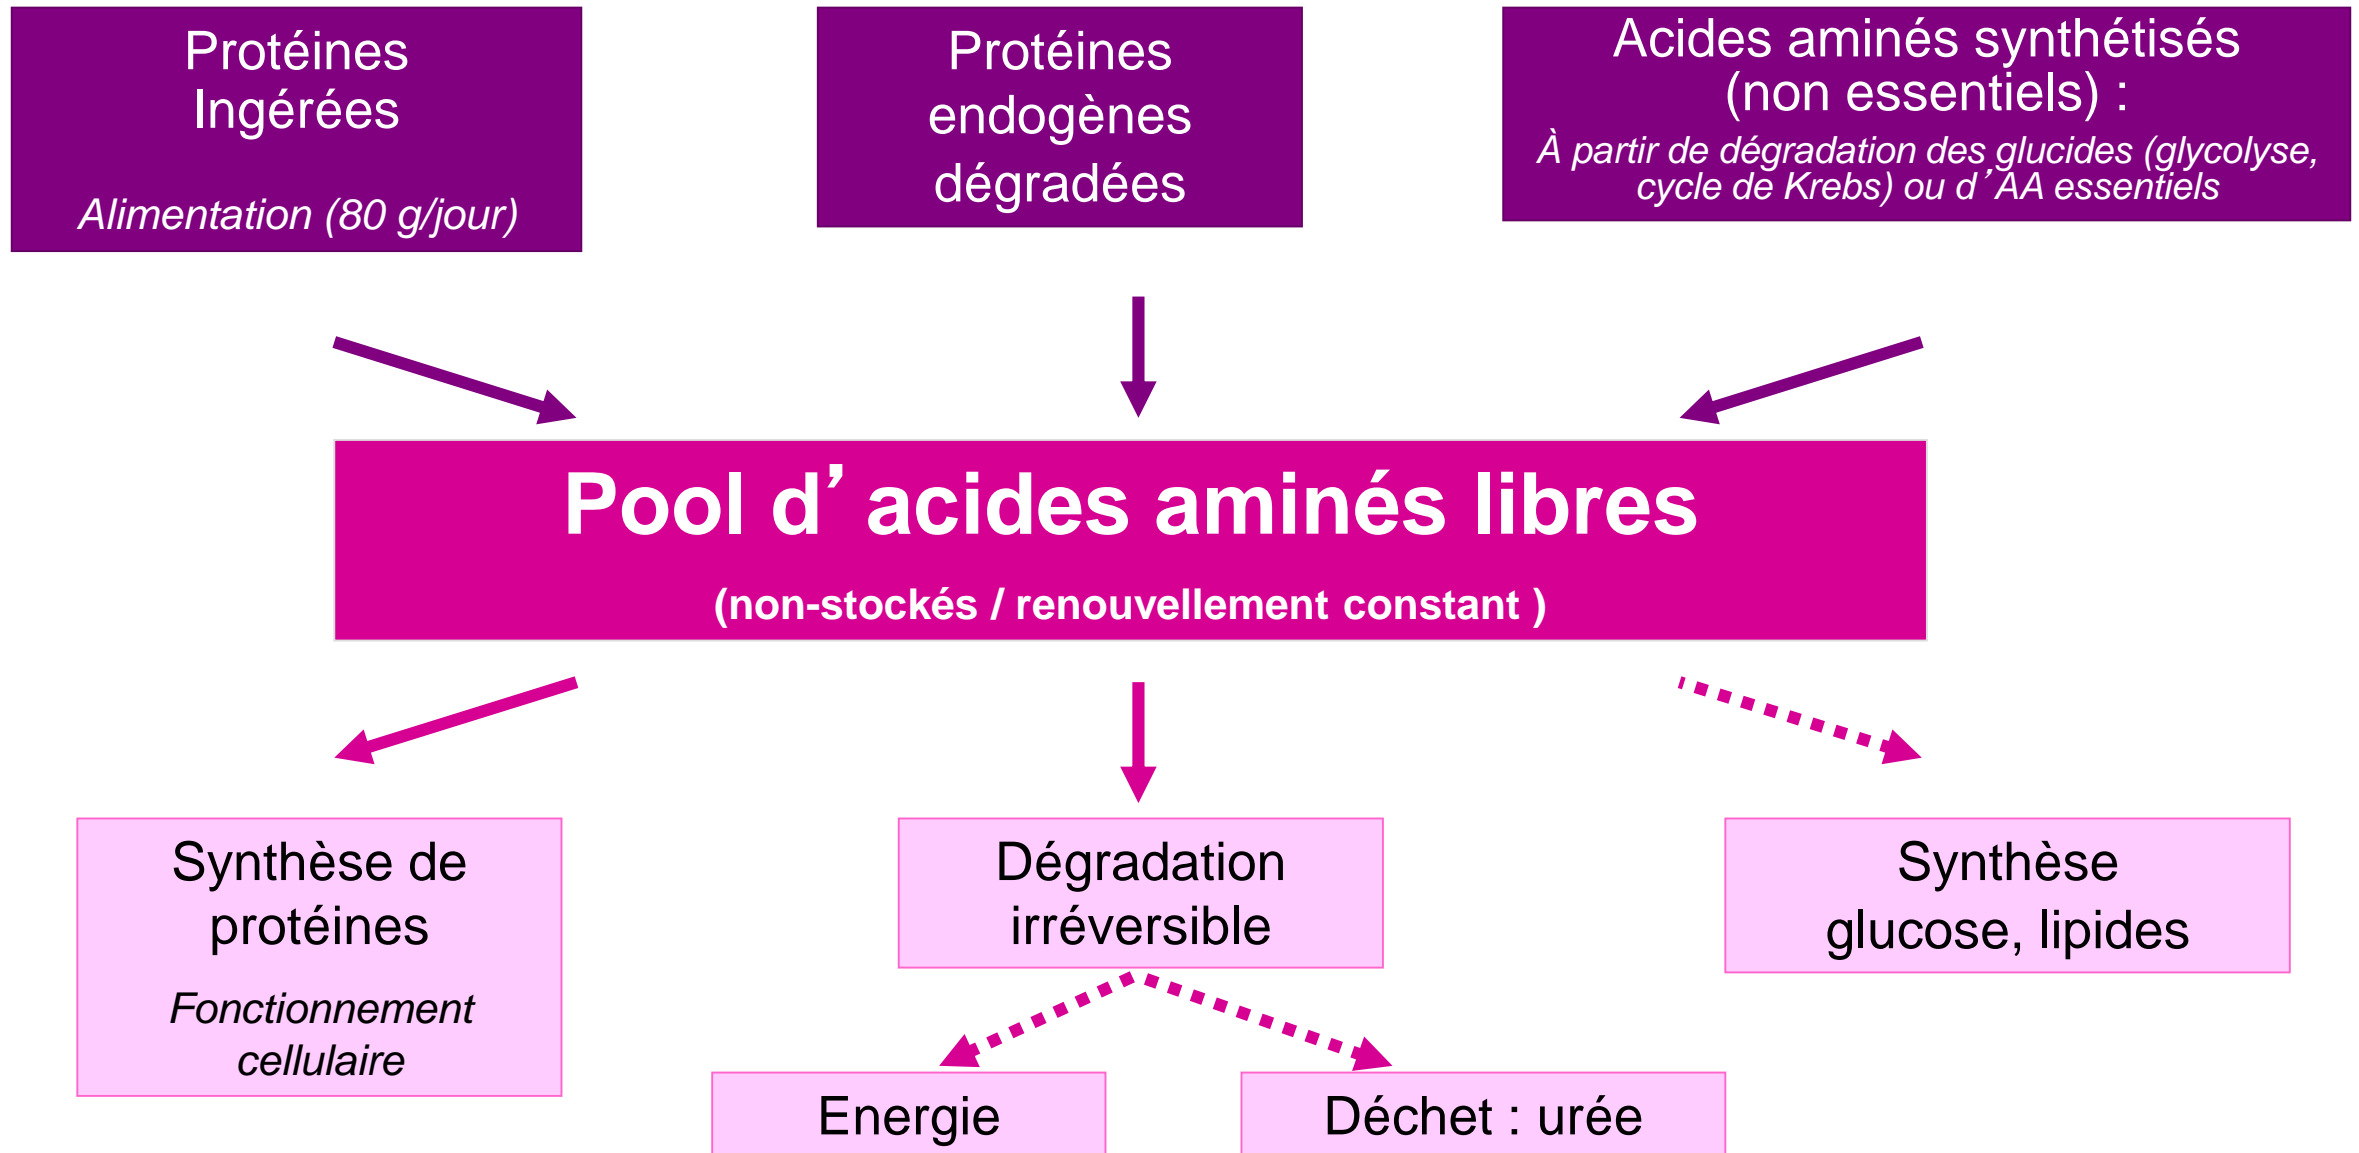 Protéines
Ingérées
Alimentation (80 g/jour)
Protéines
endogènes
dégradées
Acides aminés synthétisés
(non essentiels) :
À partir de dégradation des glucides (glycolyse,
cycle de Krebs) ou d’AA essentiels
Pool d’ acides aminés libres
(non-stockés / renouvellement constant )
Synthèse de
protéines
Fonctionnement
cellulaire
Dégradation
irréversible
Synthèse
glucose, lipides
Energie
Déchet : urée